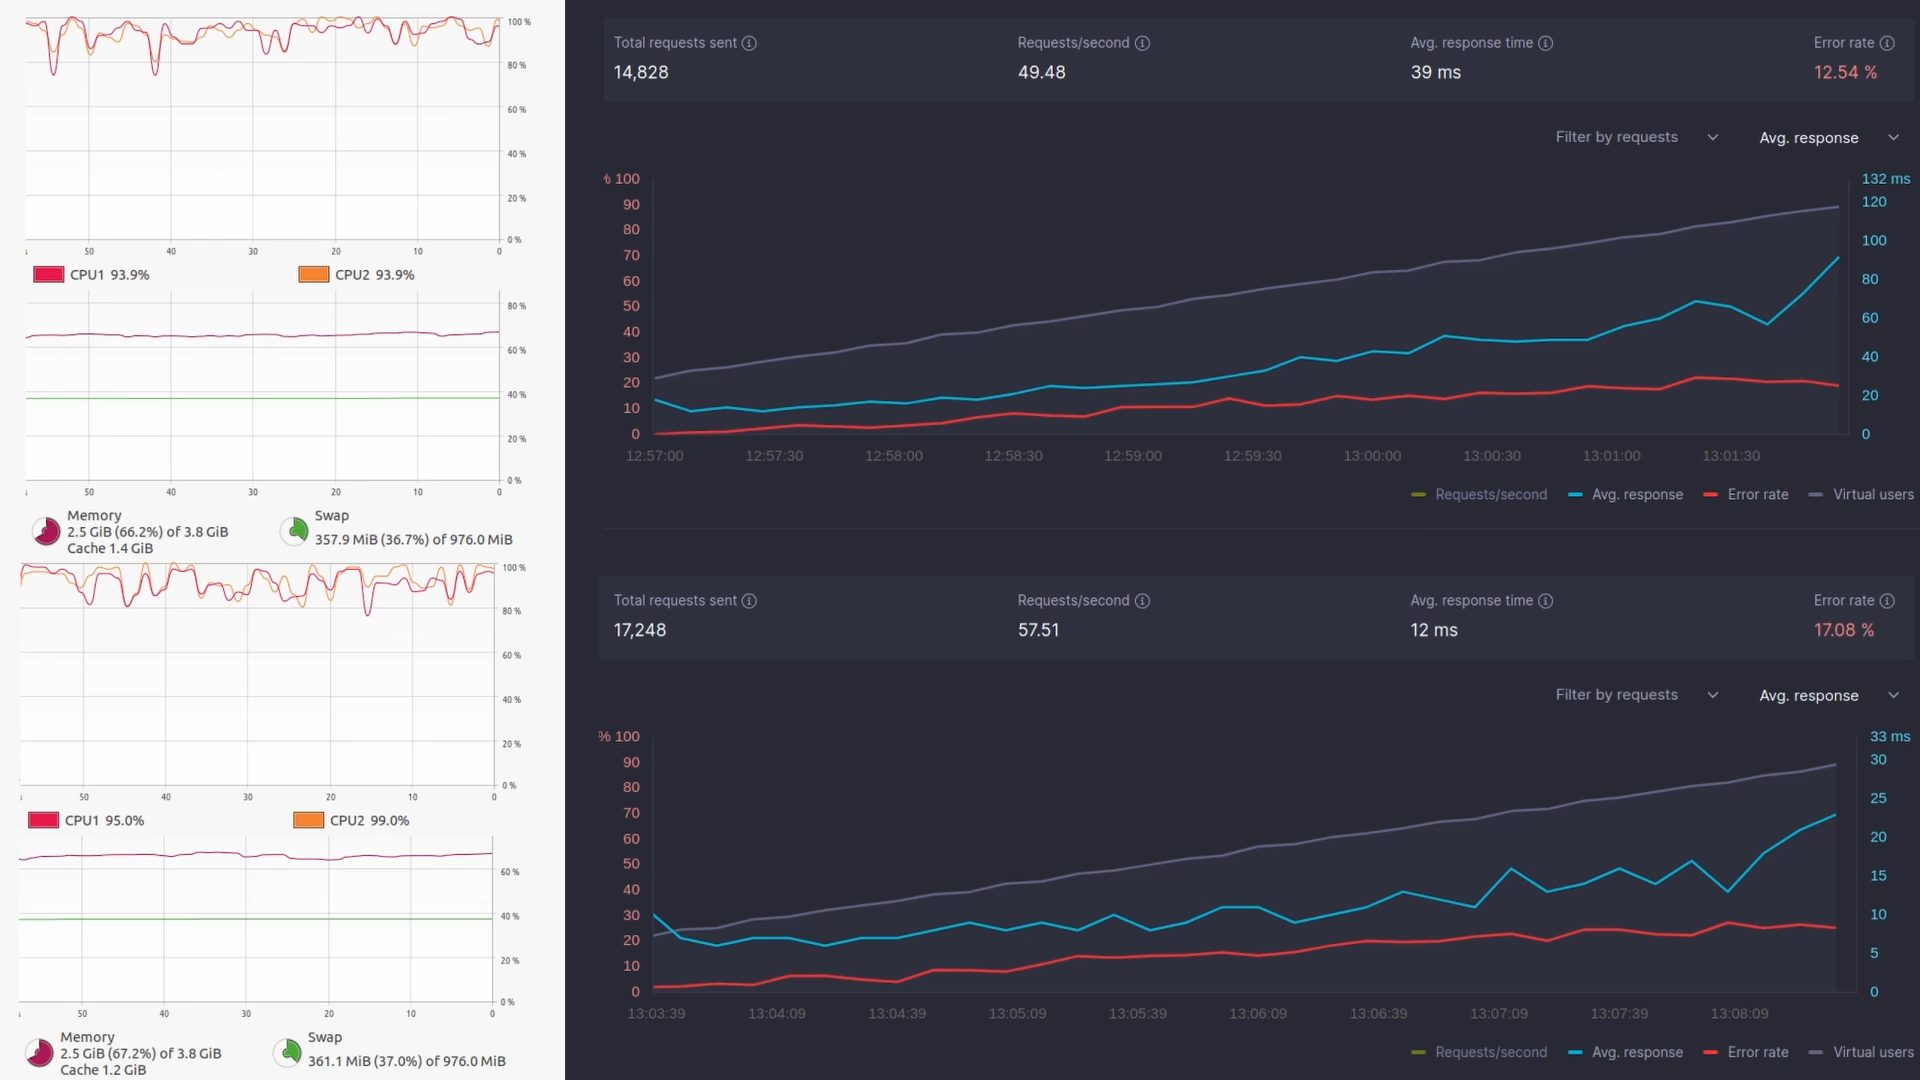 100 %
80 %
60 %
40 %
20 %
0 %
50 40 30 20 10 0
CPU1 93.9% CPU2 93.9%
80 %
60 %
40 %
20 %
0 %
50 40 30 20 10 0
Memory
2.5 GiB (66.2%) of 3.8 GiB
Cache 1.4 GiB
Swap
357.9 MiB (36.7%) of 976.0 MiB
100 %
80 %
60 %
40 %
20 %
0 %
50 40 30 20 10 0
CPU1 95.0% CPU2 99.0%
60 %
40 %
20 %
0 %
50 40 30 20 10 0
Memory
2.5 GiB (67.2%) of 3.8 GiB
Cache 1.2 GiB
Swap
361.1 MiB (37.0%) of 976.0 MiB
Total requests sent Requests/second Avg. response time Error rate
14,828 49.48 39 ms 12.54 %
Filter by requests Avg. response
% 100
90
80
70
60
50
40
30
20
10
0
132 ms
120
100
80
60
40
20
0
12:57:00 12:57:30 12:58:00 12:58:30 12:59:00 12:59:30 13:00:00 13:00:30 13:01:00 13:01:30
Requests/second Avg. response Error rate Virtual users
Total requests sent Requests/second Avg. response time Error rate
17,248 57.51 12 ms 17.08 %
Filter by requests Avg. response
% 100
90
80
70
60
50
40
30
20
10
0
33 ms
30
25
20
15
10
5
0
13:03:39 13:04:09 13:04:39 13:05:09 13:05:39 13:06:09 13:06:39 13:07:09 13:07:39 13:08:09
Requests/second Avg. response Error rate Virtual users